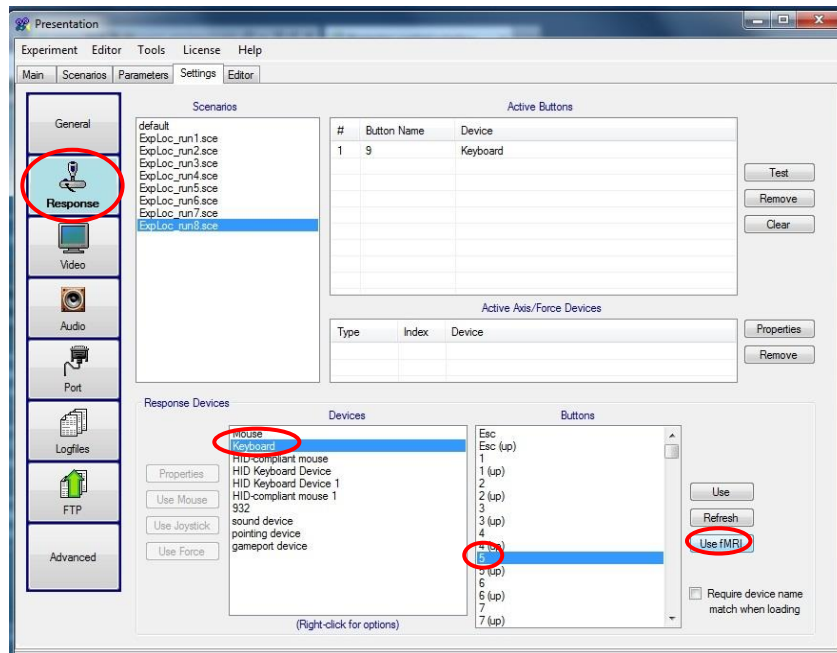 Presentation
Experiment Editor Tools License Help
Main Scenarios Parameters Settings Editor
General
Response
Video
Audio
Port
Logfiles
FTP
Advanced
Scenarios
default
ExpLoc_run1.sce
ExpLoc_run2.sce
ExpLoc_run3.sce
ExpLoc_run4.sce
ExpLoc_run5.sce
ExpLoc_run6.sce
ExpLoc_run7.sce
ExpLoc_run8.sce
Active Buttons
# Button Name Device
1 9 Keyboard
Test
Remove
Clear
Active Axis/Force Devices
Type Index Device
Properties
Remove
Response Devices
Properties
Use Mouse
Use Joystick
Use Force
Devices
Mouse
Keyboard
HID-compliant mouse
HID Keyboard Device
HID Keyboard Device 1
HID-compliant mouse 1
932
sound device
pointing device
gameport device
(Right-click for options)
Buttons
Esc
Esc (up)
1
1 (up)
2
2 (up)
3
3 (up)
4
4 (up)
5
5 (up)
6
6 (up)
7
7 (up)
Use
Refresh
Use fMRI
Require device name
match when loading